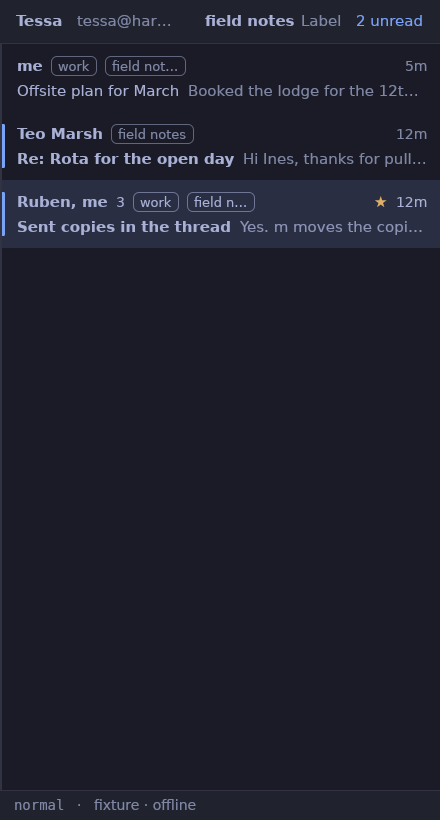 Tessa tessa@har… field notes Label 2 unread
me work field not… 5m
Offsite plan for March Booked the lodge for the 12t…
Teo Marsh field notes 12m
Re: Rota for the open day Hi Ines, thanks for pull…
Ruben, me 3 work field n… ★ 12m
Sent copies in the thread Yes. m moves the copi…
normal · fixture · offline